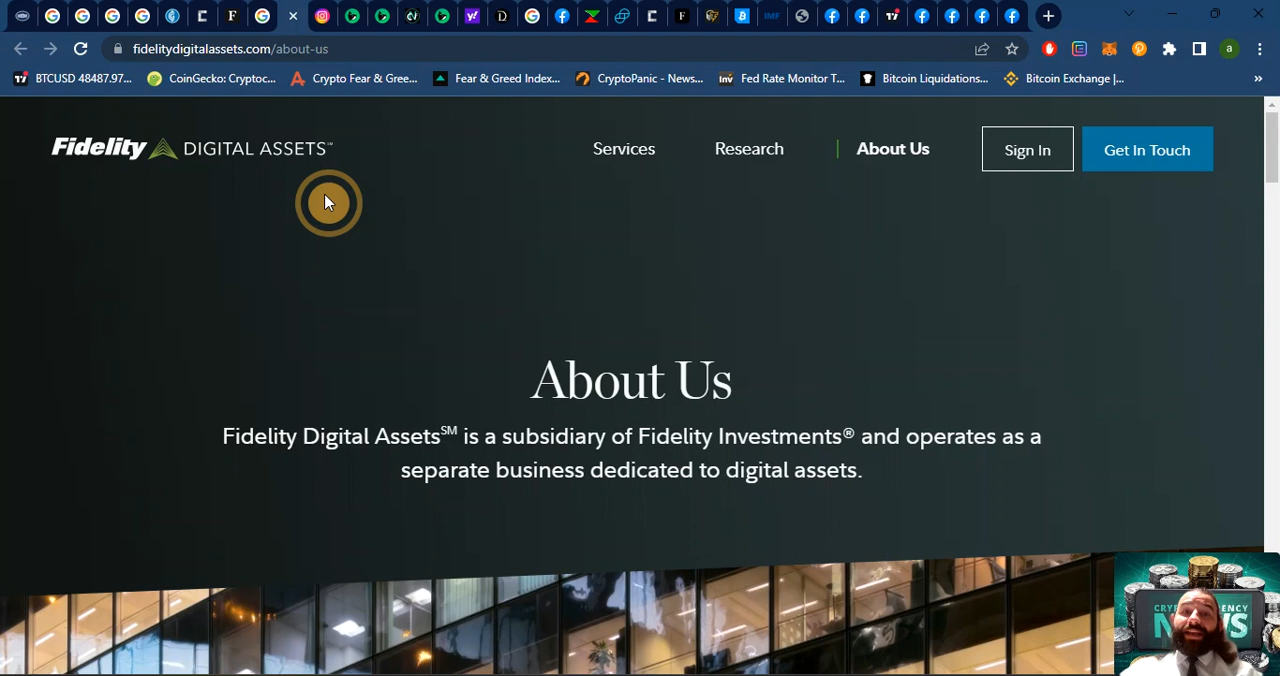 fidelitydigitalassets.com/about-us
BTCUSD 48487.97...
CoinGecko: Cryptoc...
Crypto Fear & Gree...
Fear & Greed Index...
CryptoPanic - News...
Fed Rate Monitor T...
Bitcoin Liquidations...
Bitcoin Exchange |...
»
Fidelity DIGITAL ASSETS℠
Services
Research
About Us
Sign In
Get In Touch
About Us
Fidelity Digital Assets℠ is a subsidiary of Fidelity Investments® and operates as a
separate business dedicated to digital assets.
NEWS